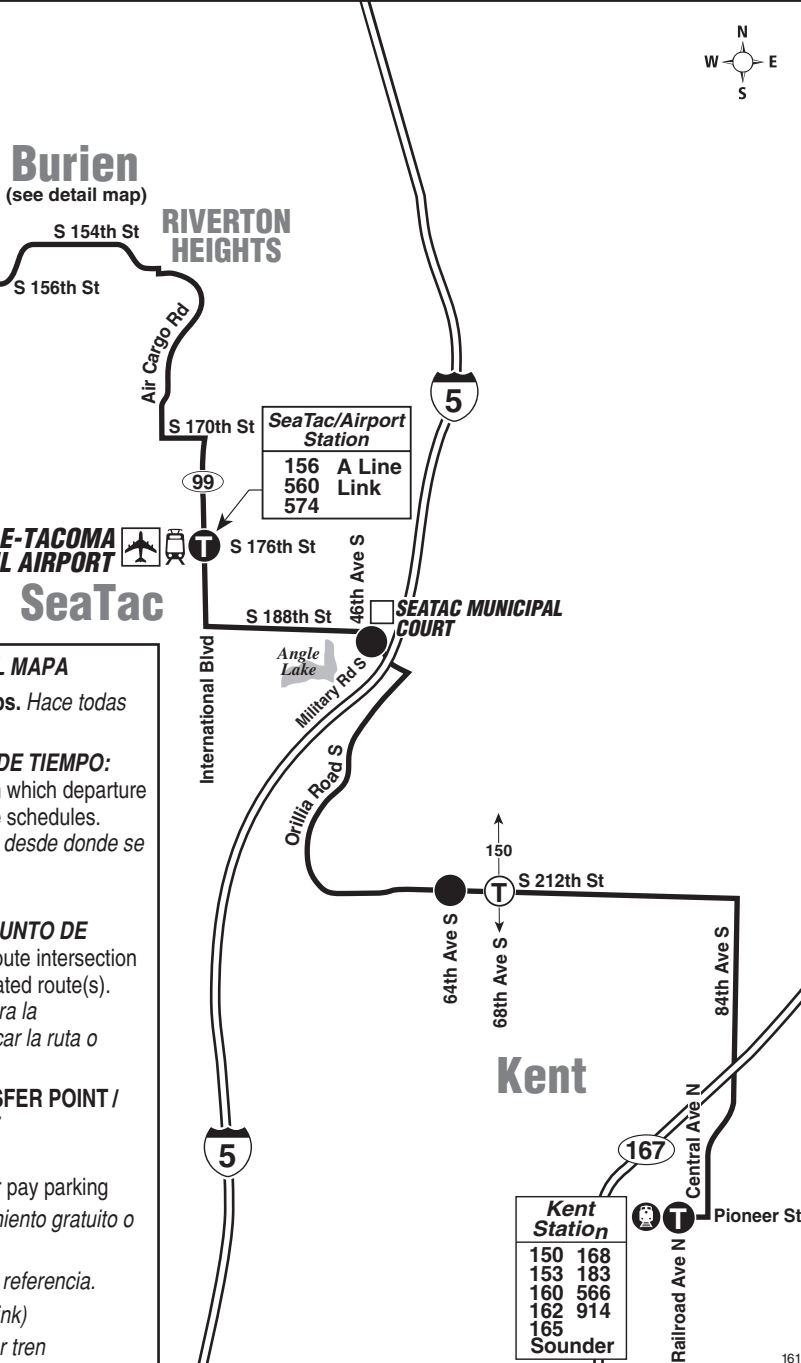 N
W E
S
Burien
(see detail map)
RIVERTON
HEIGHTS
S 154th St
S 156th St
Air Cargo Rd
5
S 170th St
SeaTac/Airport
Station
156 A Line
560 Link
574
99
E-TACOMA
L AIRPORT
T
S 176th St
SeaTac
46th Ave S
S 188th St
SEATAC MUNICIPAL
COURT
Angle
Lake
Military Rd S
International Blvd
Orillia Road S
L MAPA
os. Hace todas
DE TIEMPO:
n which departure
e schedules.
desde donde se
UNTO DE
oute intersection
ated route(s).
ra la
car la ruta o
SFER POINT /
r pay parking
miento gratuito o
referencia.
ink)
r tren
150
T
S 212th St
64th Ave S
68th Ave S
84th Ave S
Kent
5
167
Central Ave N
Kent
Station
150 168
153 183
160 566
162 914
165
Sounder
T
Pioneer St
Railroad Ave N
161